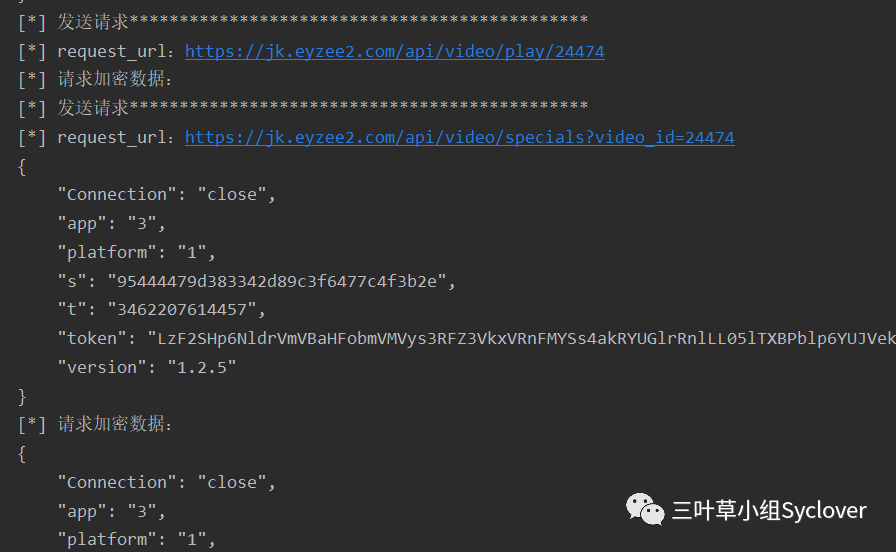 }
[*] 发送请求**********************************************
[*] request_url: https://jk.eyzee2.com/api/video/play/24474
[*] 请求加密数据:
[*] 发送请求**********************************************
[*] request_url: https://jk.eyzee2.com/api/video/specials?video_id=24474
{
    "Connection": "close",
    "app": "3",
    "platform": "1",
    "s": "95444479d383342d89c3f6477c4f3b2e",
    "t": "3462207614457",
    "token": "LzF2SHp6NldrVmVBaHFobmVMVys3RFZ3VkxVRnFMYSs4akRYUGlrRnlLL05lTXBPblp6YUJVek
    "version": "1.2.5"
}
[*] 请求加密数据:
{
    "Connection": "close",
    "app": "3",
    "platform": "1",
三叶草小组Syclover